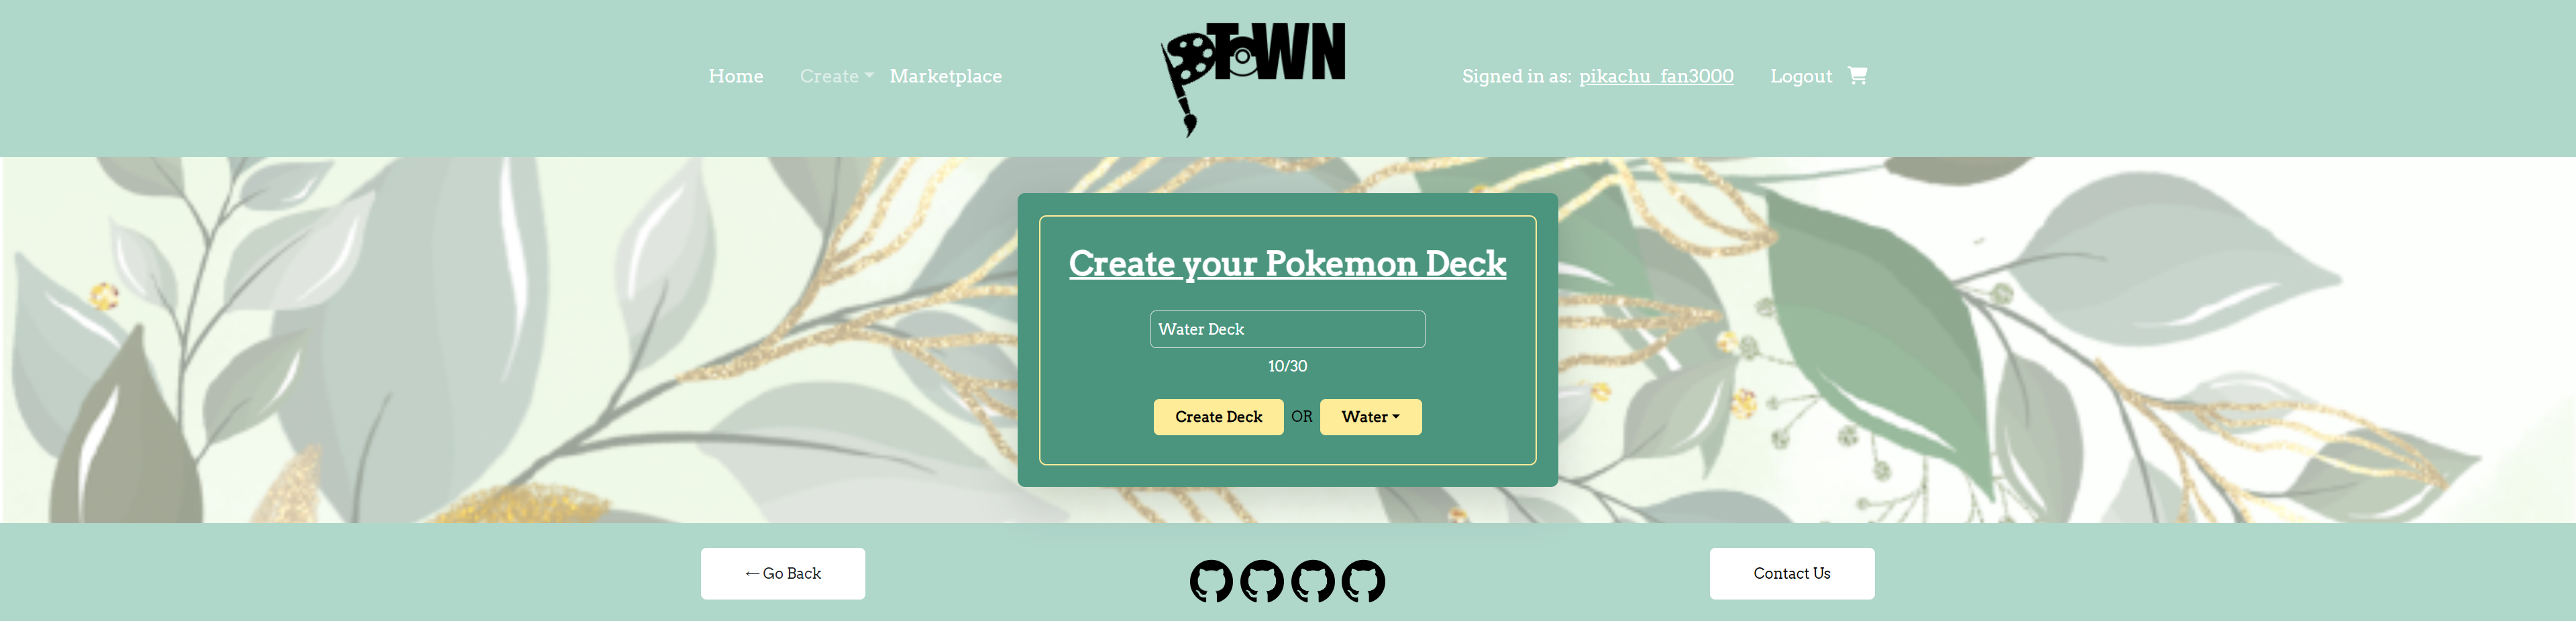 Home
Create
Marketplace
TOWN
Signed in as: pikachu_fan3000
Logout
Create your Pokemon Deck
Water Deck
10/30
Create Deck
OR
Water
← Go Back
Contact Us